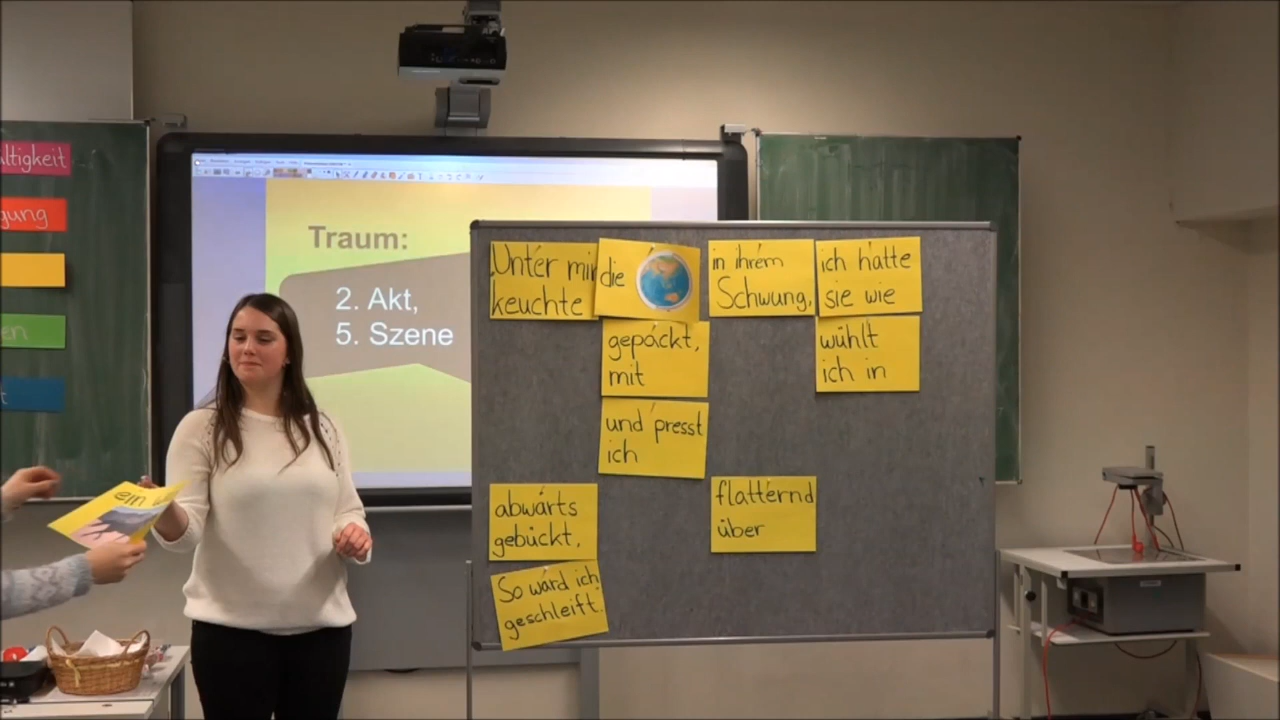 ältigkeit
gung
en
t
Traum:
2. Akt,
5. Szene
ein
Unter mir
keuchte
die
in ihrem
Schwung,
ich hatte
sie wie
gepackt,
mit
wühlt
ich in
und presst
ich
abwärts
gebückt,
flatternd
über
So ward ich
geschleift.